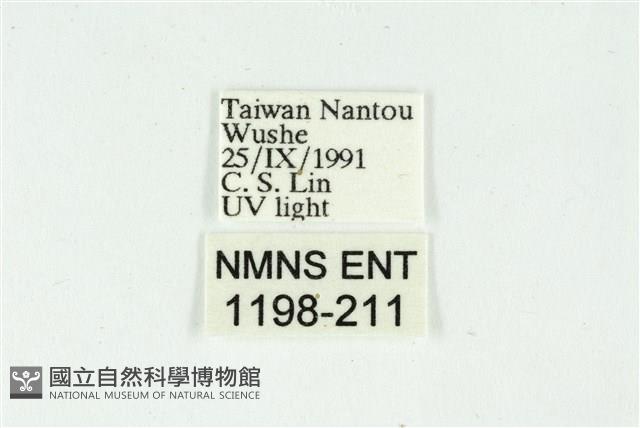 Taiwan Nantou
Wushe
25/IX/1991
C. S. Lin
UV light
NMNS ENT
1198-211
國立自然科學博物館
NATIONAL MUSEUM OF NATURAL SCIENCE